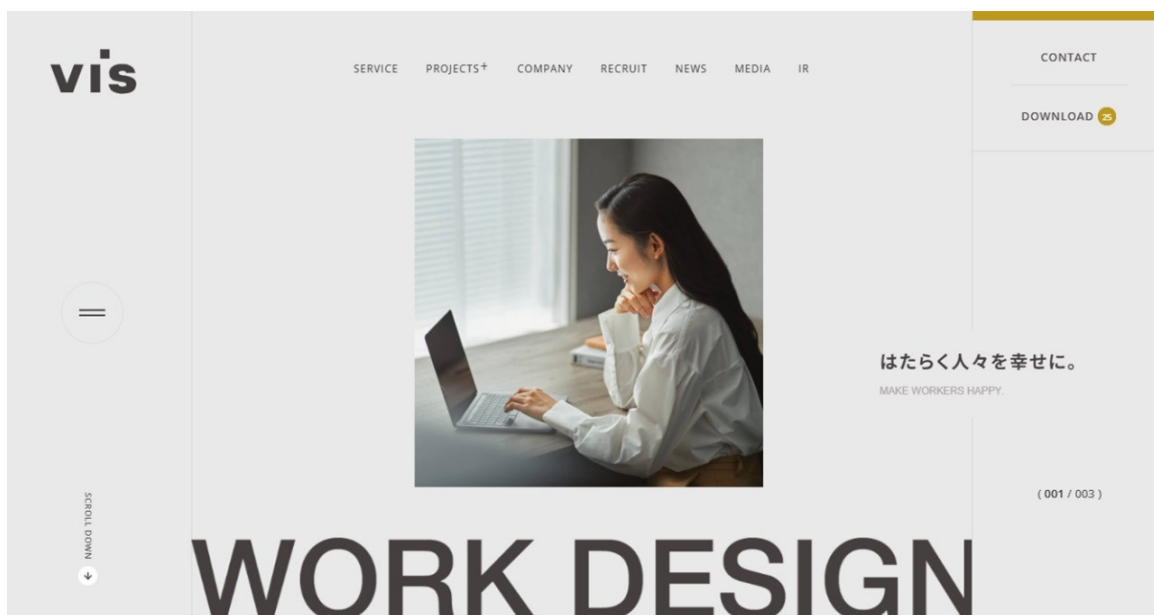 vis
SERVICE PROJECTS+ COMPANY RECRUIT NEWS MEDIA IR
CONTACT
DOWNLOAD 25
はたらく人々を幸せに。
MAKE WORKERS HAPPY.
( 001 / 003 )
SCROLL DOWN
WORK DESIGN